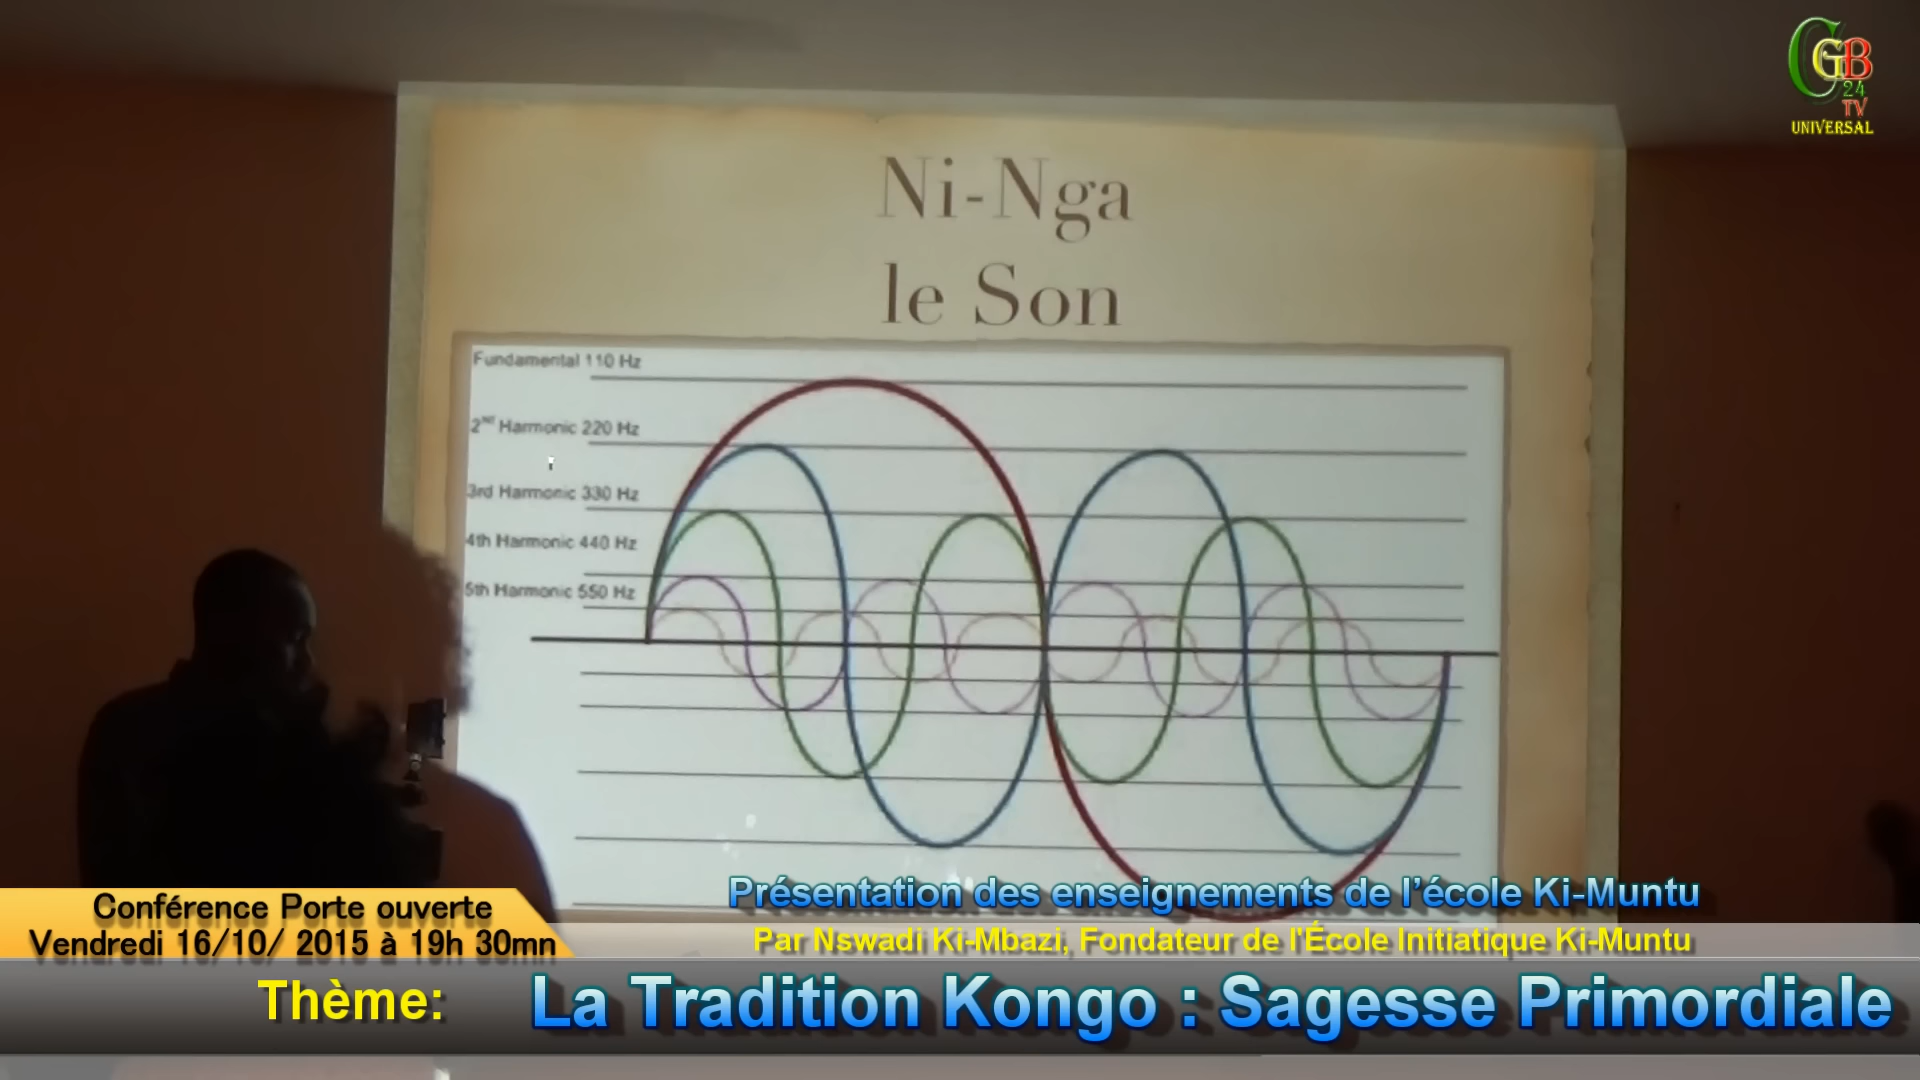 CGB
24
TV
UNIVERSAL
Ni-Nga
le Son
Fundamental 110 Hz
2ND Harmonic 220 Hz
3rd Harmonic 330 Hz
4th Harmonic 440 Hz
5th Harmonic 550 Hz
Présentation des enseignements de l'école Ki-Muntu
Par Nswadi Ki-Mbazi, Fondateur de l'École Initiatique Ki-Muntu
Conférence Porte ouverte
Vendredi 16/10/ 2015 à 19h 30mn
Thème: La Tradition Kongo : Sagesse Primordiale